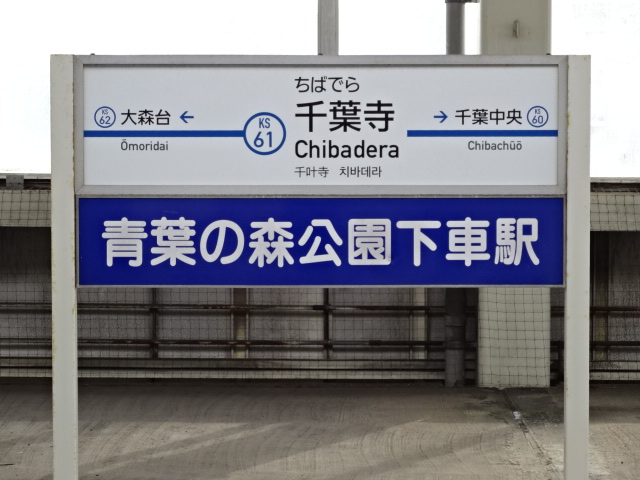 ちばでら
KS
62
大森台 ←
Ōmoridai
KS
61
千葉寺
Chibadera
千叶寺 치바데라
→ 千葉中央
KS
60
Chibachūō
青葉の森公園下車駅